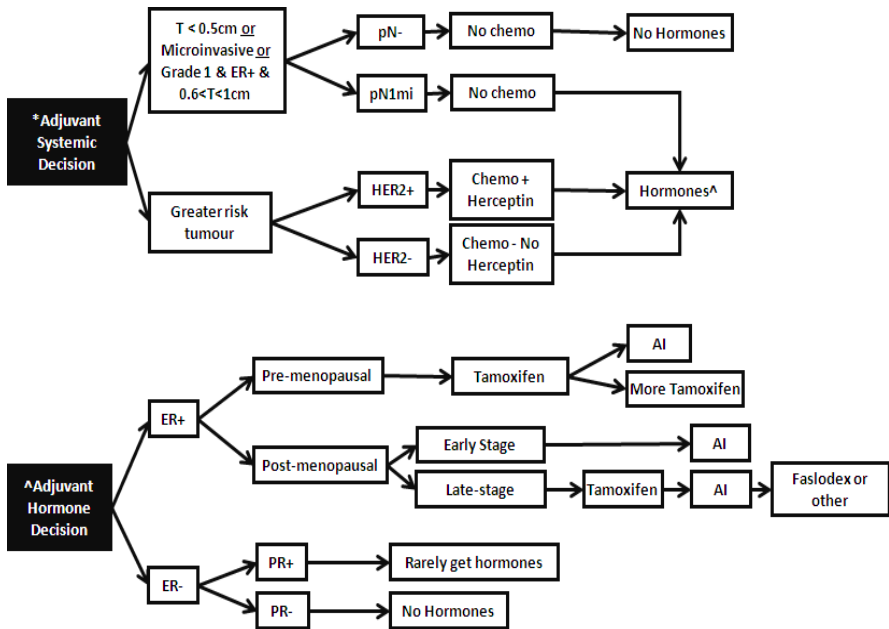 *Adjuvant
Systemic
Decision
T < 0.5cm or
Microinvasive or
Grade 1 & ER+ &
0.6<T<1cm
pN-
No chemo
No Hormones
pN1mi
No chemo
Greater risk
tumour
HER2+
Chemo +
Herceptin
Hormones^
HER2-
Chemo - No
Herceptin
^Adjuvant
Hormone
Decision
ER+
Pre-menopausal
Tamoxifen
AI
More Tamoxifen
Post-menopausal
Early Stage
AI
Late-stage
Tamoxifen
AI
Faslodex or
other
ER-
PR+
Rarely get hormones
PR-
No Hormones